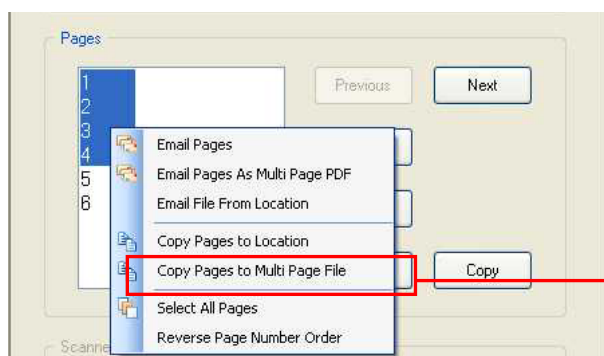 Pages
1
2
3
4
5
6
Previous
Next
Email Pages
Email Pages As Multi Page PDF
Email File From Location
Copy Pages to Location
Copy Pages to Multi Page File
Select All Pages
Reverse Page Number Order
Copy
Scanne